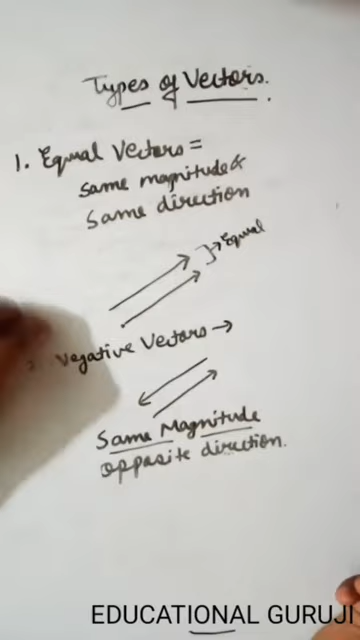 Types of Vectors.
1. Equal Vectors =
same magnitude &
same direction
Equal
Negative Vectors →
Same Magnitude
opposite direction.
EDUCATIONAL GURUJI